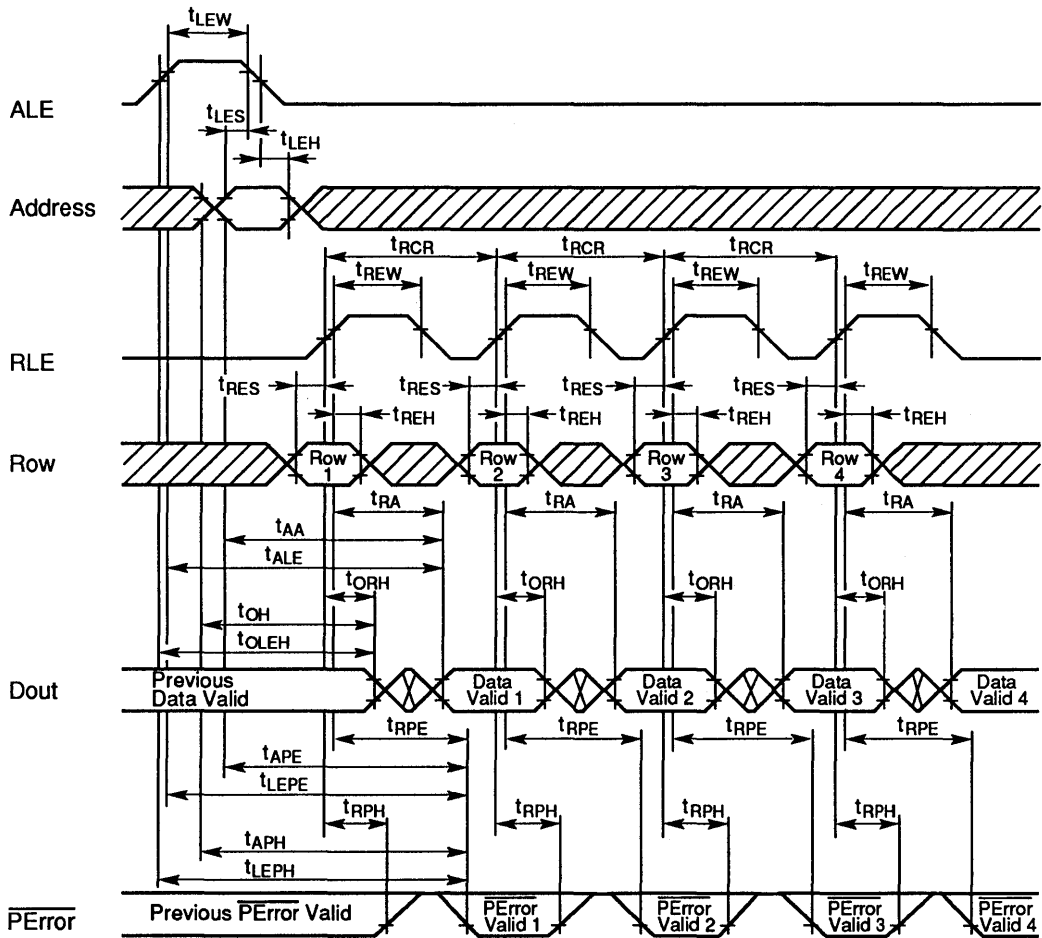 tLEW
ALE
tLES
tLEH
Address
tRCR tRCR tRCR
tREW tREW tREW tREW
RLE
tRES tRES tRES tRES
tREH tREH tREH tREH
Row Row 1 Row 2 Row 3 Row 4
tRA tRA tRA tRA
tAA
tALE
tORH tORH tORH tORH
tOH
tOLEH
Dout Previous Data Valid Data Valid 1 Data Valid 2 Data Valid 3 Data Valid 4
tRPE tRPE tRPE tRPE
tAPE
tLEPE
tRPH tRPH tRPH tRPH
tAPH
tLEPH
PError Previous PError Valid PError Valid 1 PError Valid 2 PError Valid 3 PError Valid 4